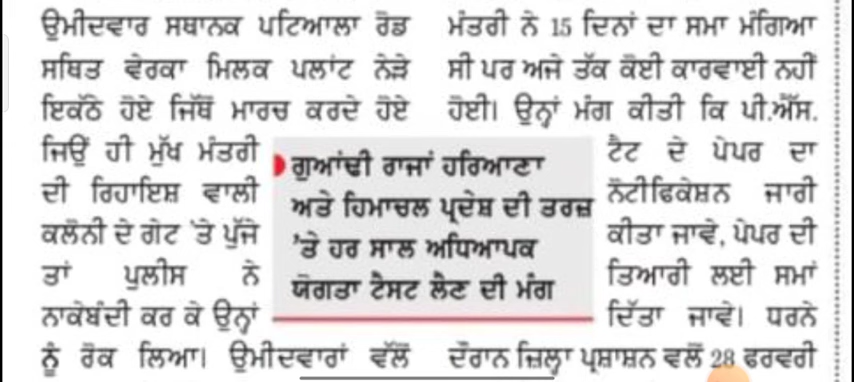 ਉਮੀਦਵਾਰ ਸਥਾਨਕ ਪਟਿਆਲਾ ਰੋਡ
ਸਥਿਤ ਵੇਰਕਾ ਮਿਲਕ ਪਲਾਂਟ ਨੇੜੇ
ਇਕੱਠੇ ਹੋਏ ਜਿੱਥੋਂ ਮਾਰਚ ਕਰਦੇ ਹੋਏ
ਜਿਉਂ ਹੀ ਮੁੱਖ ਮੰਤਰੀ
ਦੀ ਰਿਹਾਇਸ਼ ਵਾਲੀ
ਕਲੋਨੀ ਦੇ ਗੇਟ 'ਤੇ ਪੁੱਜੇ
ਤਾਂ ਪੁਲੀਸ ਨੇ
ਨਾਕੇਬੰਦੀ ਕਰ ਕੇ ਉਨ੍ਹਾਂ
ਨੂੰ ਰੋਕ ਲਿਆ। ਉਮੀਦਵਾਰਾਂ ਵੱਲੋਂ
ਗੁਆਂਢੀ ਰਾਜਾਂ ਹਰਿਆਣਾ
ਅਤੇ ਹਿਮਾਚਲ ਪ੍ਰਦੇਸ਼ ਦੀ ਤਰਜ਼
'ਤੇ ਹਰ ਸਾਲ ਅਧਿਆਪਕ
ਯੋਗਤਾ ਟੈਸਟ ਲੈਣ ਦੀ ਮੰਗ
ਮੰਤਰੀ ਨੇ 15 ਦਿਨਾਂ ਦਾ ਸਮਾ ਮੰਗਿਆ
ਸੀ ਪਰ ਅਜੇ ਤੱਕ ਕੋਈ ਕਾਰਵਾਈ ਨਹੀਂ
ਹੋਈ। ਉਨ੍ਹਾਂ ਮੰਗ ਕੀਤੀ ਕਿ ਪੀ.ਐੱਸ.
ਟੈਟ ਦੇ ਪੇਪਰ ਦਾ
ਨੋਟੀਫਿਕੇਸ਼ਨ ਜਾਰੀ
ਕੀਤਾ ਜਾਵੇ, ਪੇਪਰ ਦੀ
ਤਿਆਰੀ ਲਈ ਸਮਾਂ
ਦਿੱਤਾ ਜਾਵੇ। ਧਰਨੇ
ਦੌਰਾਨ ਜ਼ਿਲ੍ਹਾ ਪ੍ਰਸ਼ਾਸ਼ਨ ਵਲੋਂ 28 ਫਰਵਰੀ